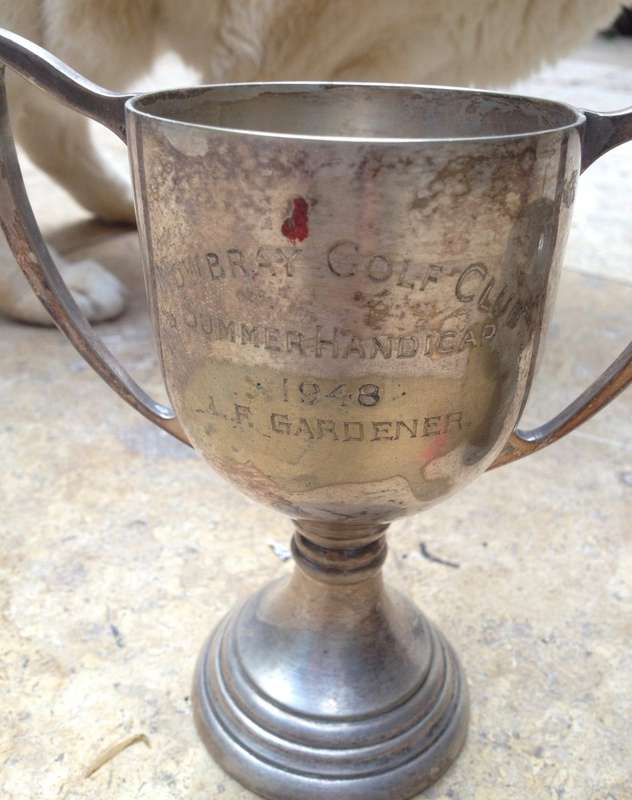 MOWBRAY GOLF CLUB
SUMMER HANDICAP
1948
GARDENER